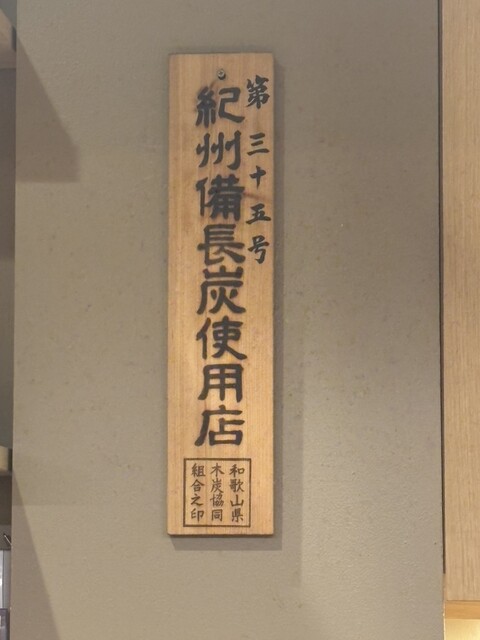 第三十五号
紀州備長炭使用店
和歌山県
木炭協同
組合之印